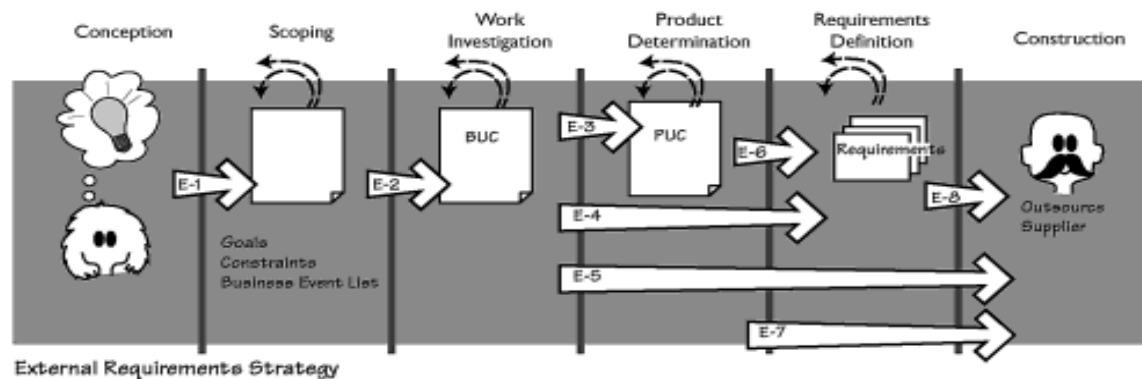 Conception
Scoping
Work
Investigation
Product
Determination
Requirements
Definition
Construction
E-1
E-2
BUC
E-3
PUC
E-6
Requirements
E-8
Outsource
Supplier
E-4
Goals
Constraints
Business Event List
E-5
E-7
External Requirements Strategy